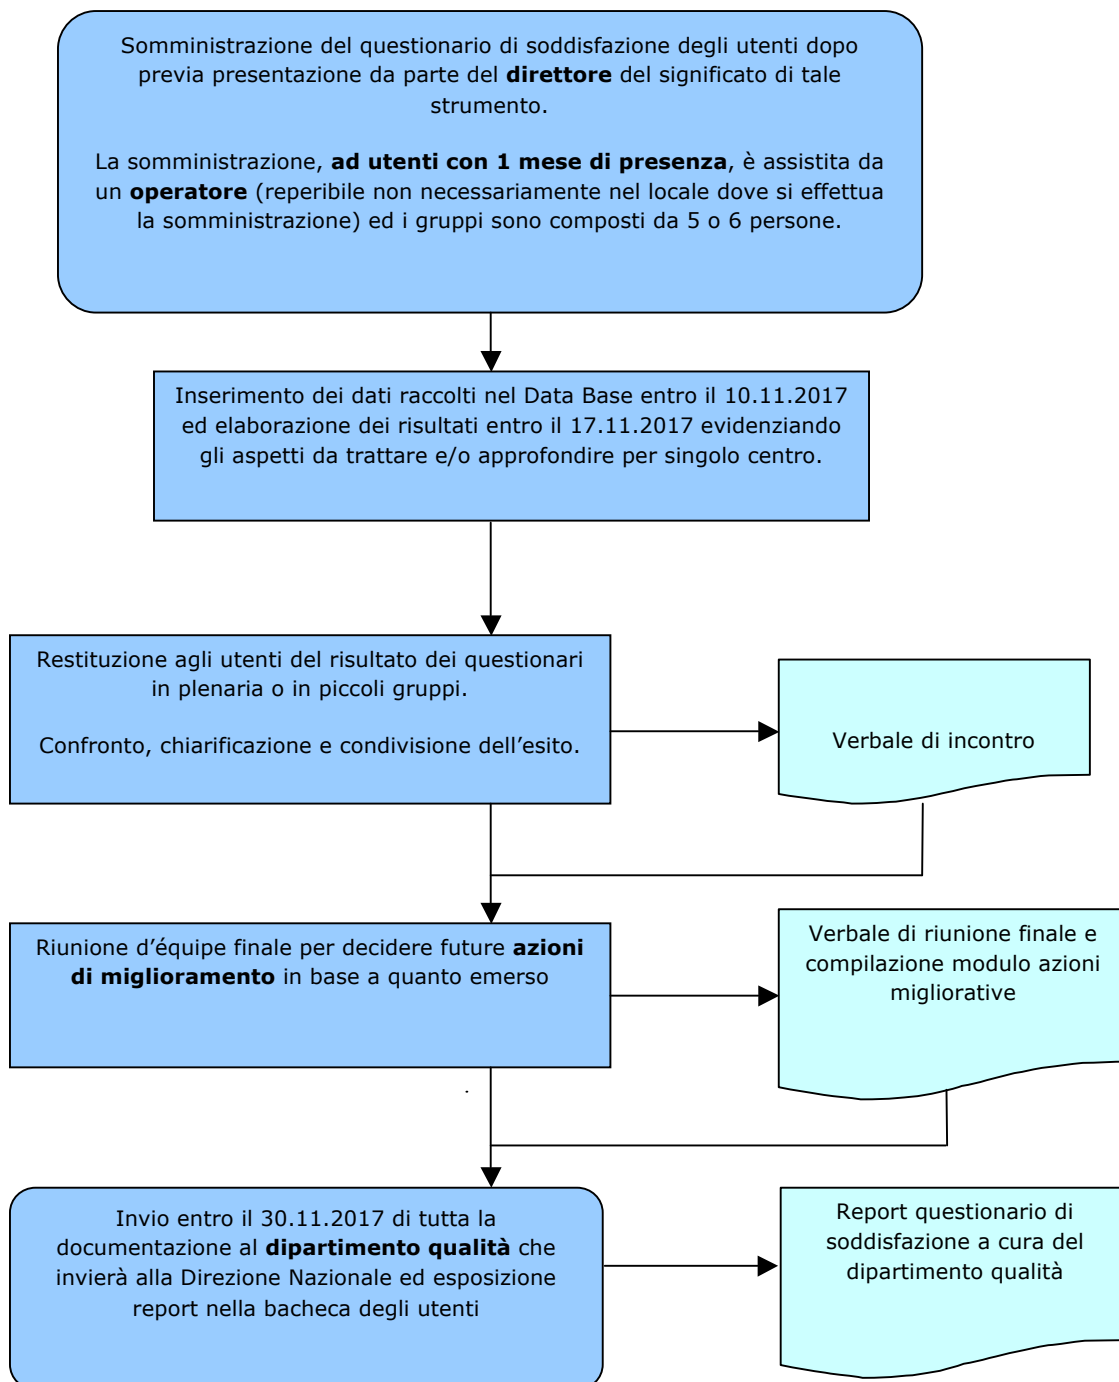 Somministrazione del questionario di soddisfazione degli utenti dopo
previa presentazione da parte del direttore del significato di tale
strumento.
La somministrazione, ad utenti con 1 mese di presenza, è assistita da
un operatore (reperibile non necessariamente nel locale dove si effettua
la somministrazione) ed i gruppi sono composti da 5 o 6 persone.
Inserimento dei dati raccolti nel Data Base entro il 10.11.2017
ed elaborazione dei risultati entro il 17.11.2017 evidenziando
gli aspetti da trattare e/o approfondire per singolo centro.
Restituzione agli utenti del risultato dei questionari
in plenaria o in piccoli gruppi.
Confronto, chiarificazione e condivisione dell’esito.
Verbale di incontro
Riunione d’équipe finale per decidere future azioni
di miglioramento in base a quanto emerso
Verbale di riunione finale e
compilazione modulo azioni
migliorative
.
Invio entro il 30.11.2017 di tutta la
documentazione al dipartimento qualità che
invierà alla Direzione Nazionale ed esposizione
report nella bacheca degli utenti
Report questionario di
soddisfazione a cura del
dipartimento qualità